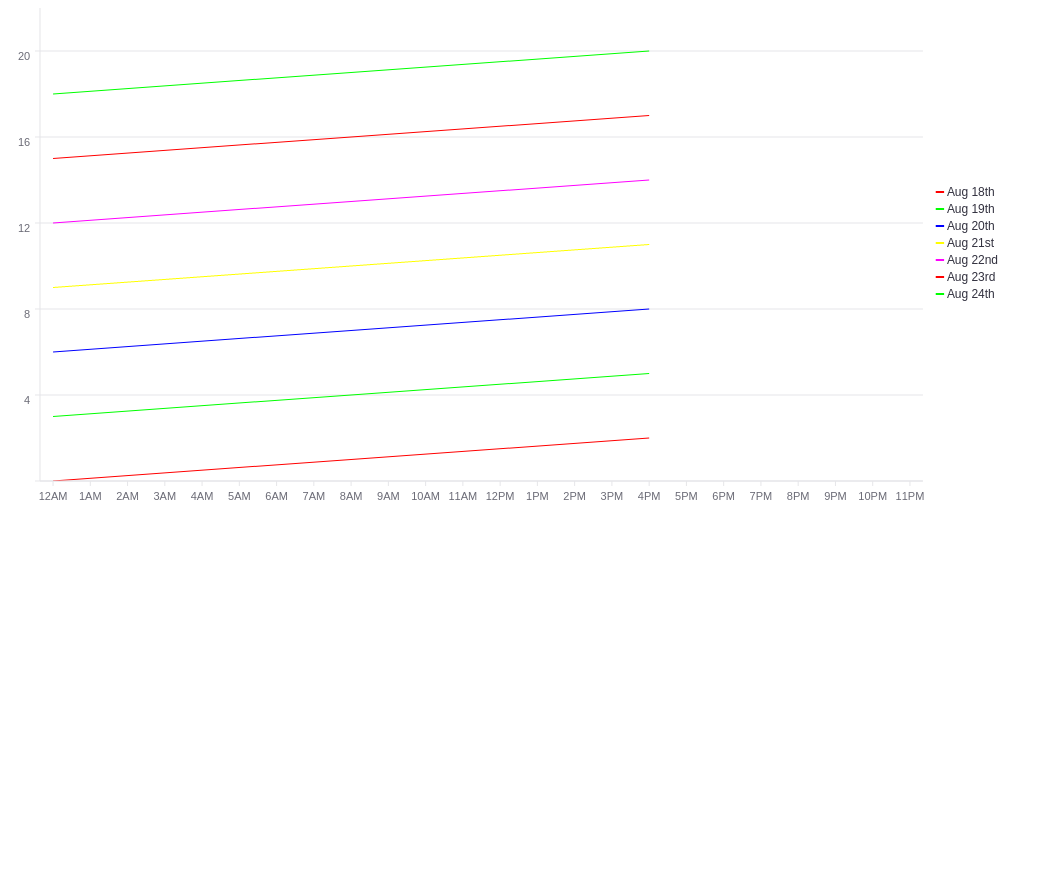 20
16
12
8
4
12AM 1AM 2AM 3AM 4AM 5AM 6AM 7AM 8AM 9AM 10AM 11AM 12PM 1PM 2PM 3PM 4PM 5PM 6PM 7PM 8PM 9PM 10PM 11PM
Aug 18th
Aug 19th
Aug 20th
Aug 21st
Aug 22nd
Aug 23rd
Aug 24th